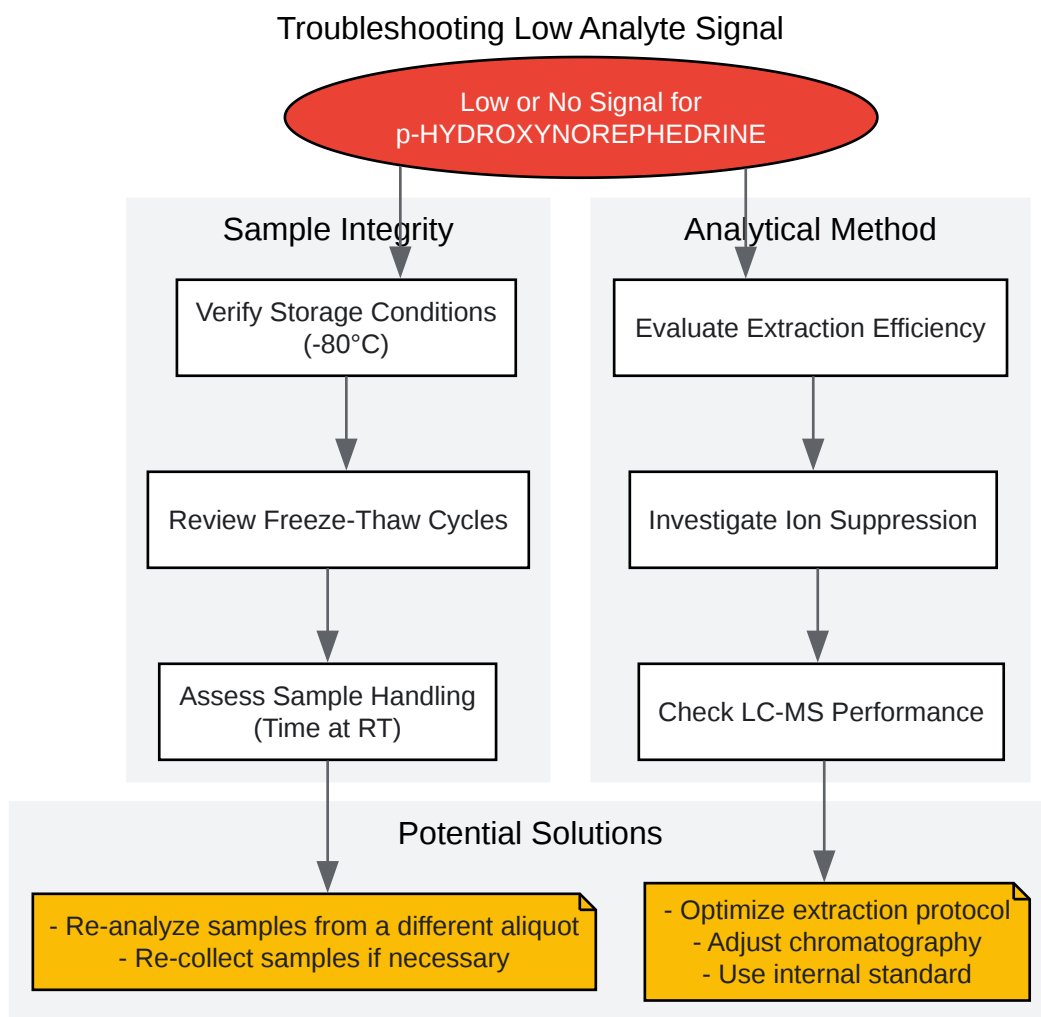 Troubleshooting Low Analyte Signal
Low or No Signal for
p-HYDROXYNOREPHEDRINE
Sample Integrity
Verify Storage Conditions
(-80°C)
Review Freeze-Thaw Cycles
Assess Sample Handling
(Time at RT)
Analytical Method
Evaluate Extraction Efficiency
Investigate Ion Suppression
Check LC-MS Performance
Potential Solutions
- Re-analyze samples from a different aliquot
- Re-collect samples if necessary
- Optimize extraction protocol
- Adjust chromatography
- Use internal standard